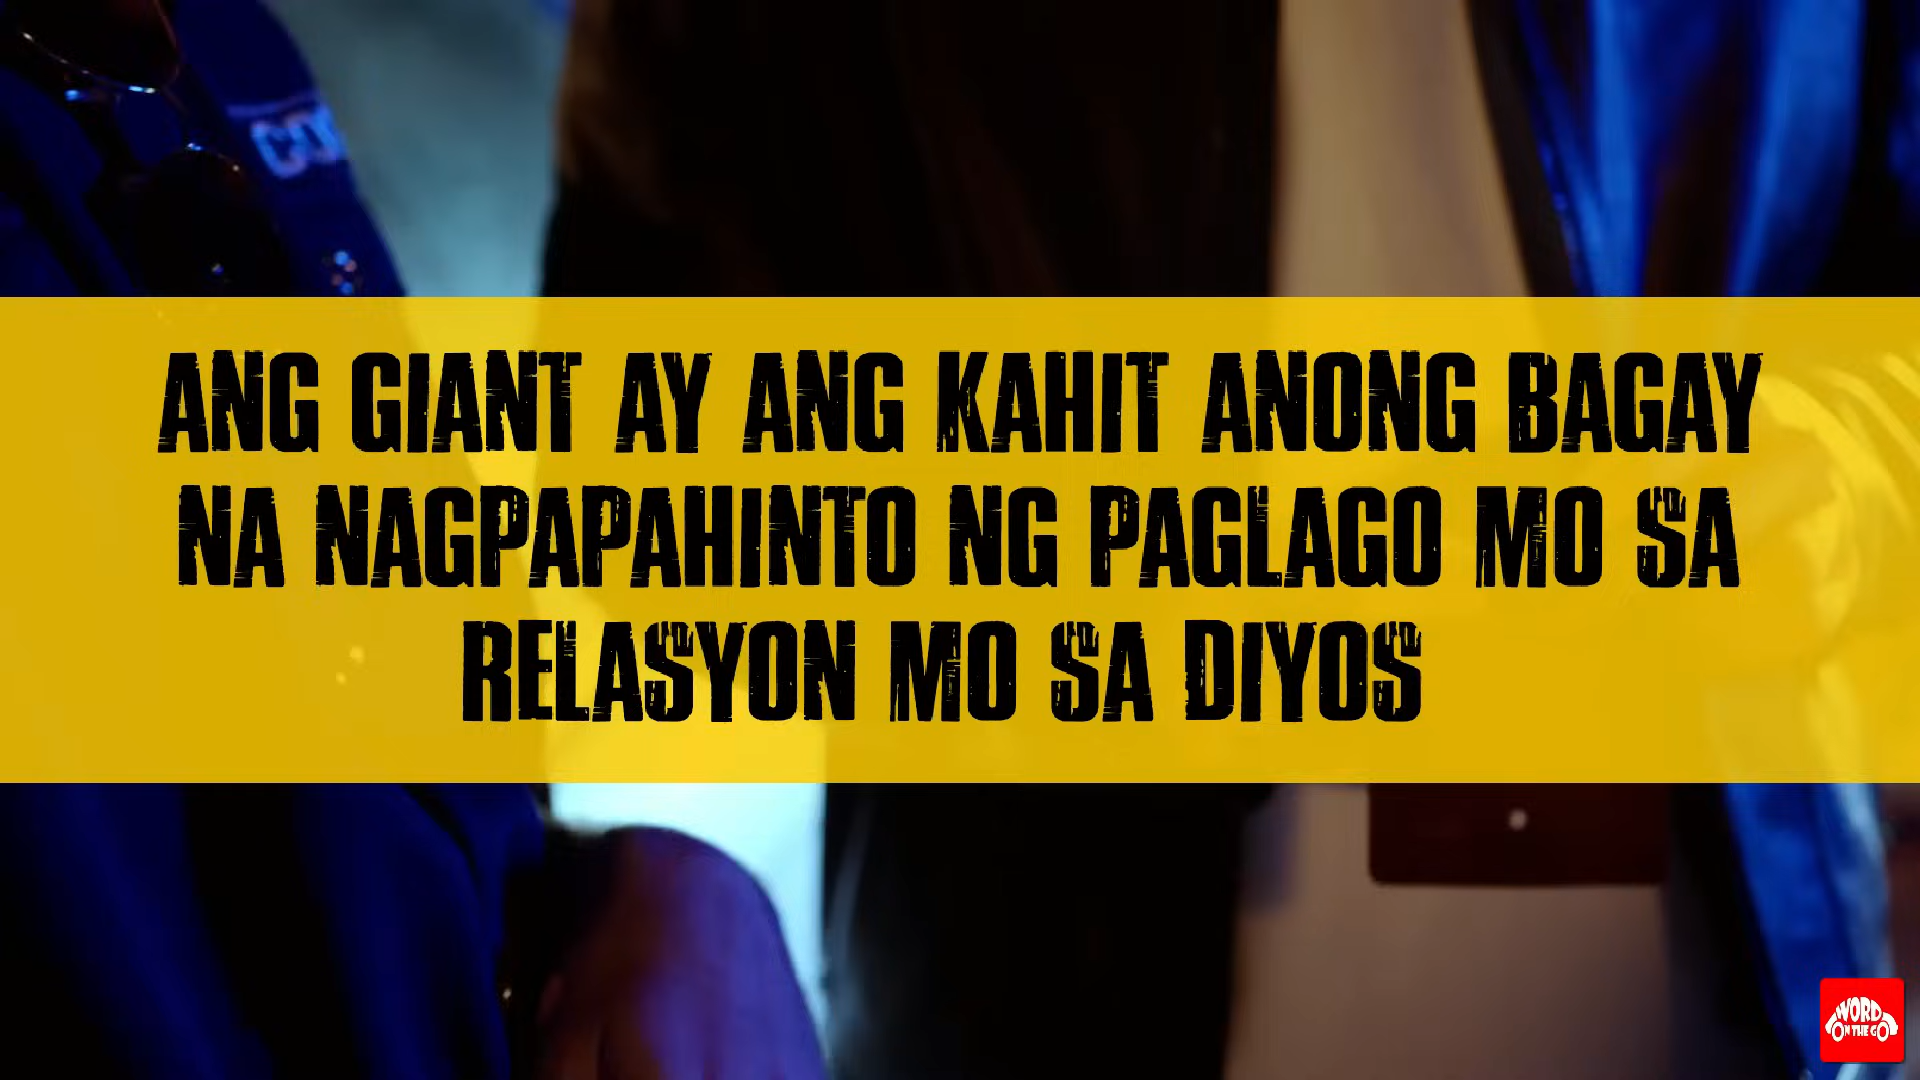 ANG GIANT AY ANG KAHIT ANONG BAGAY
NA NAGPAPAHINTO NG PAGLAGO MO SA
RELASYON MO SA DIYOS
WORD
ON THE GO